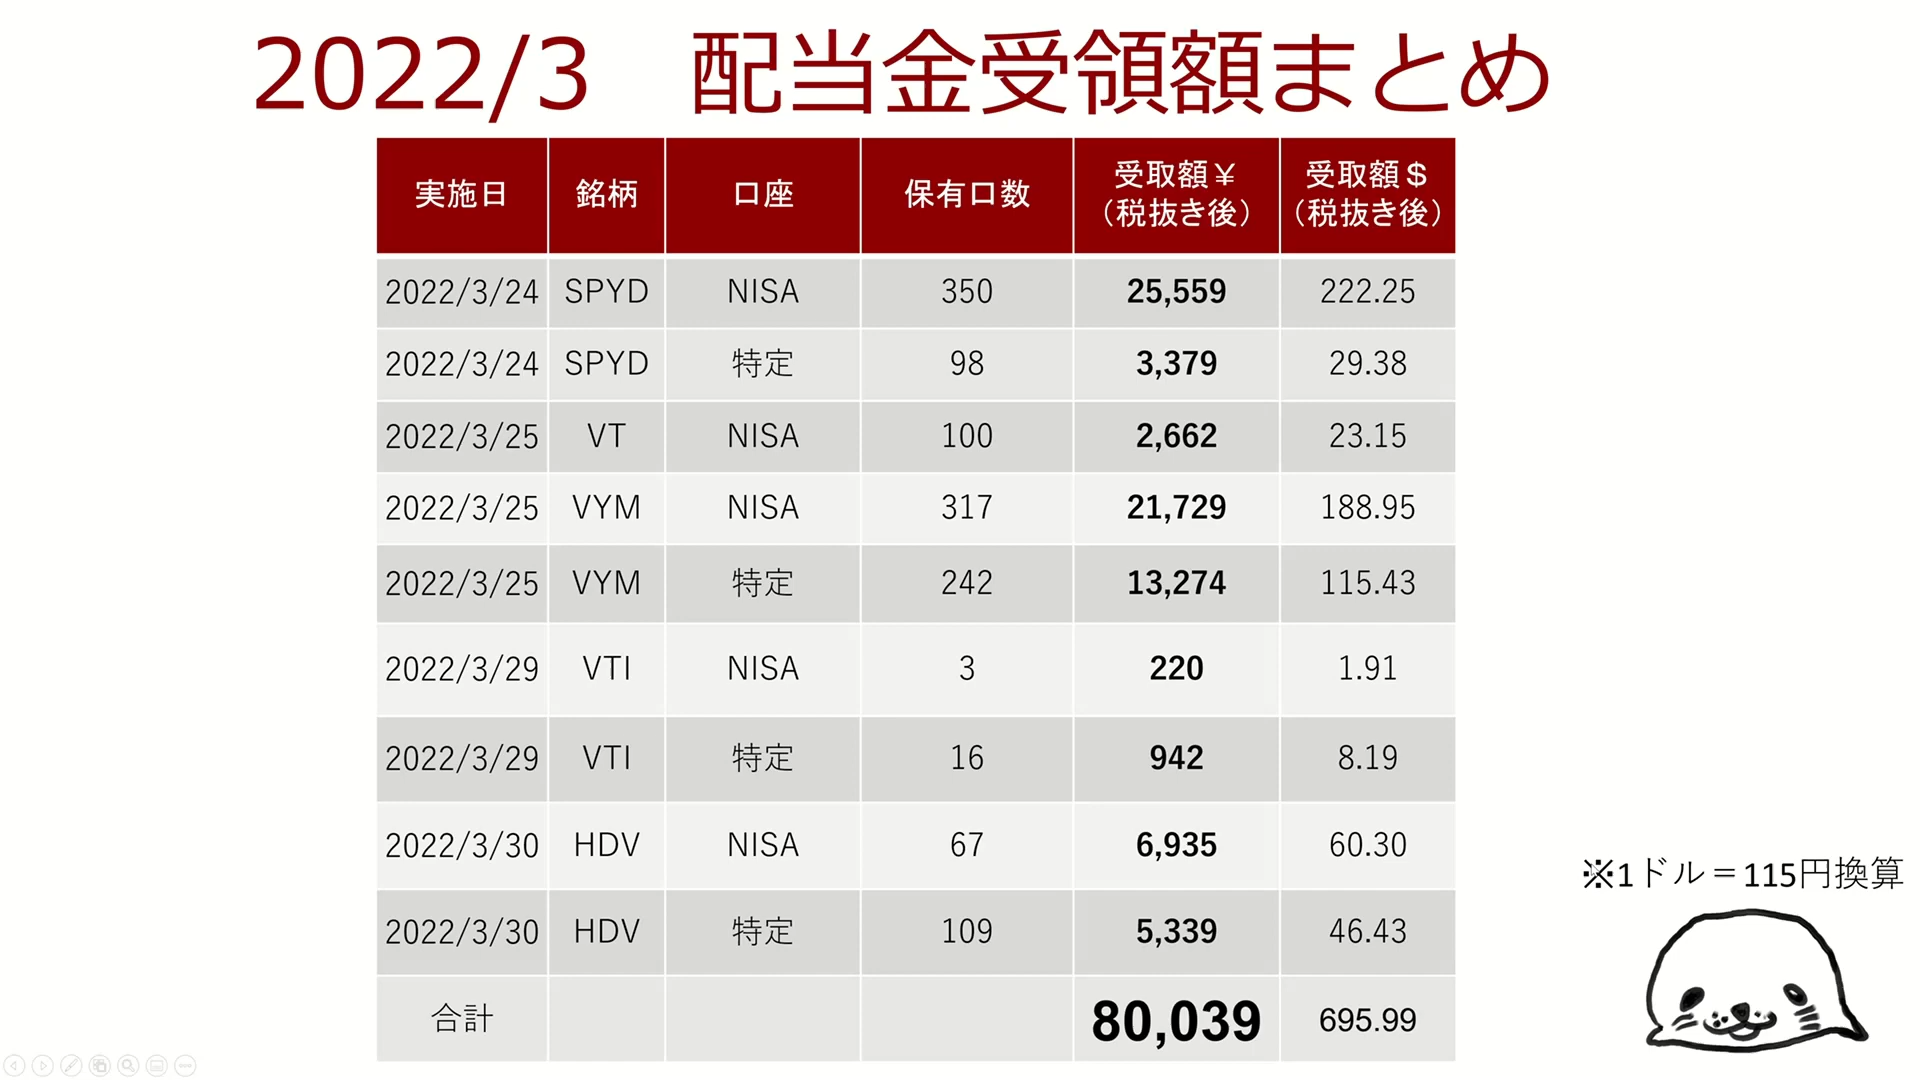 2022/3　配当金受領額まとめ
実施日 銘柄 口座 保有口数 受取額￥（税抜き後） 受取額＄（税抜き後）
2022/3/24 SPYD NISA 350 25,559 222.25
2022/3/24 SPYD 特定 98 3,379 29.38
2022/3/25 VT NISA 100 2,662 23.15
2022/3/25 VYM NISA 317 21,729 188.95
2022/3/25 VYM 特定 242 13,274 115.43
2022/3/29 VTI NISA 3 220 1.91
2022/3/29 VTI 特定 16 942 8.19
2022/3/30 HDV NISA 67 6,935 60.30
2022/3/30 HDV 特定 109 5,339 46.43
合計 80,039 695.99
※1ドル＝115円換算